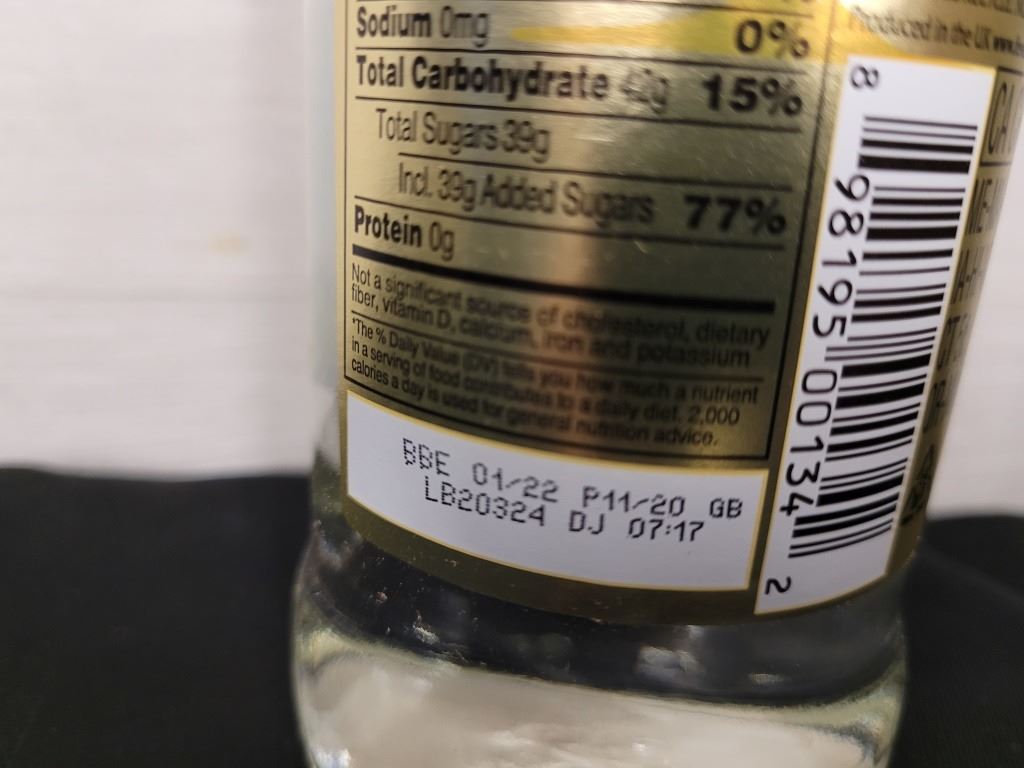 Sodium 0mg 0%
Total Carbohydrate 42g 15%
Total Sugars 39g
Incl. 39g Added Sugars 77%
Protein 0g
Not a significant source of cholesterol, dietary
fiber, vitamin D, calcium, iron and potassium
*The % Daily Value (DV) tells you how much a nutrient
in a serving of food contributes to a daily diet. 2,000
calories a day is used for general nutrition advice.
BBE 01/22 P11/20 GB
LB20324 DJ 07:17
Produced in the UK
8 98195 00134 2